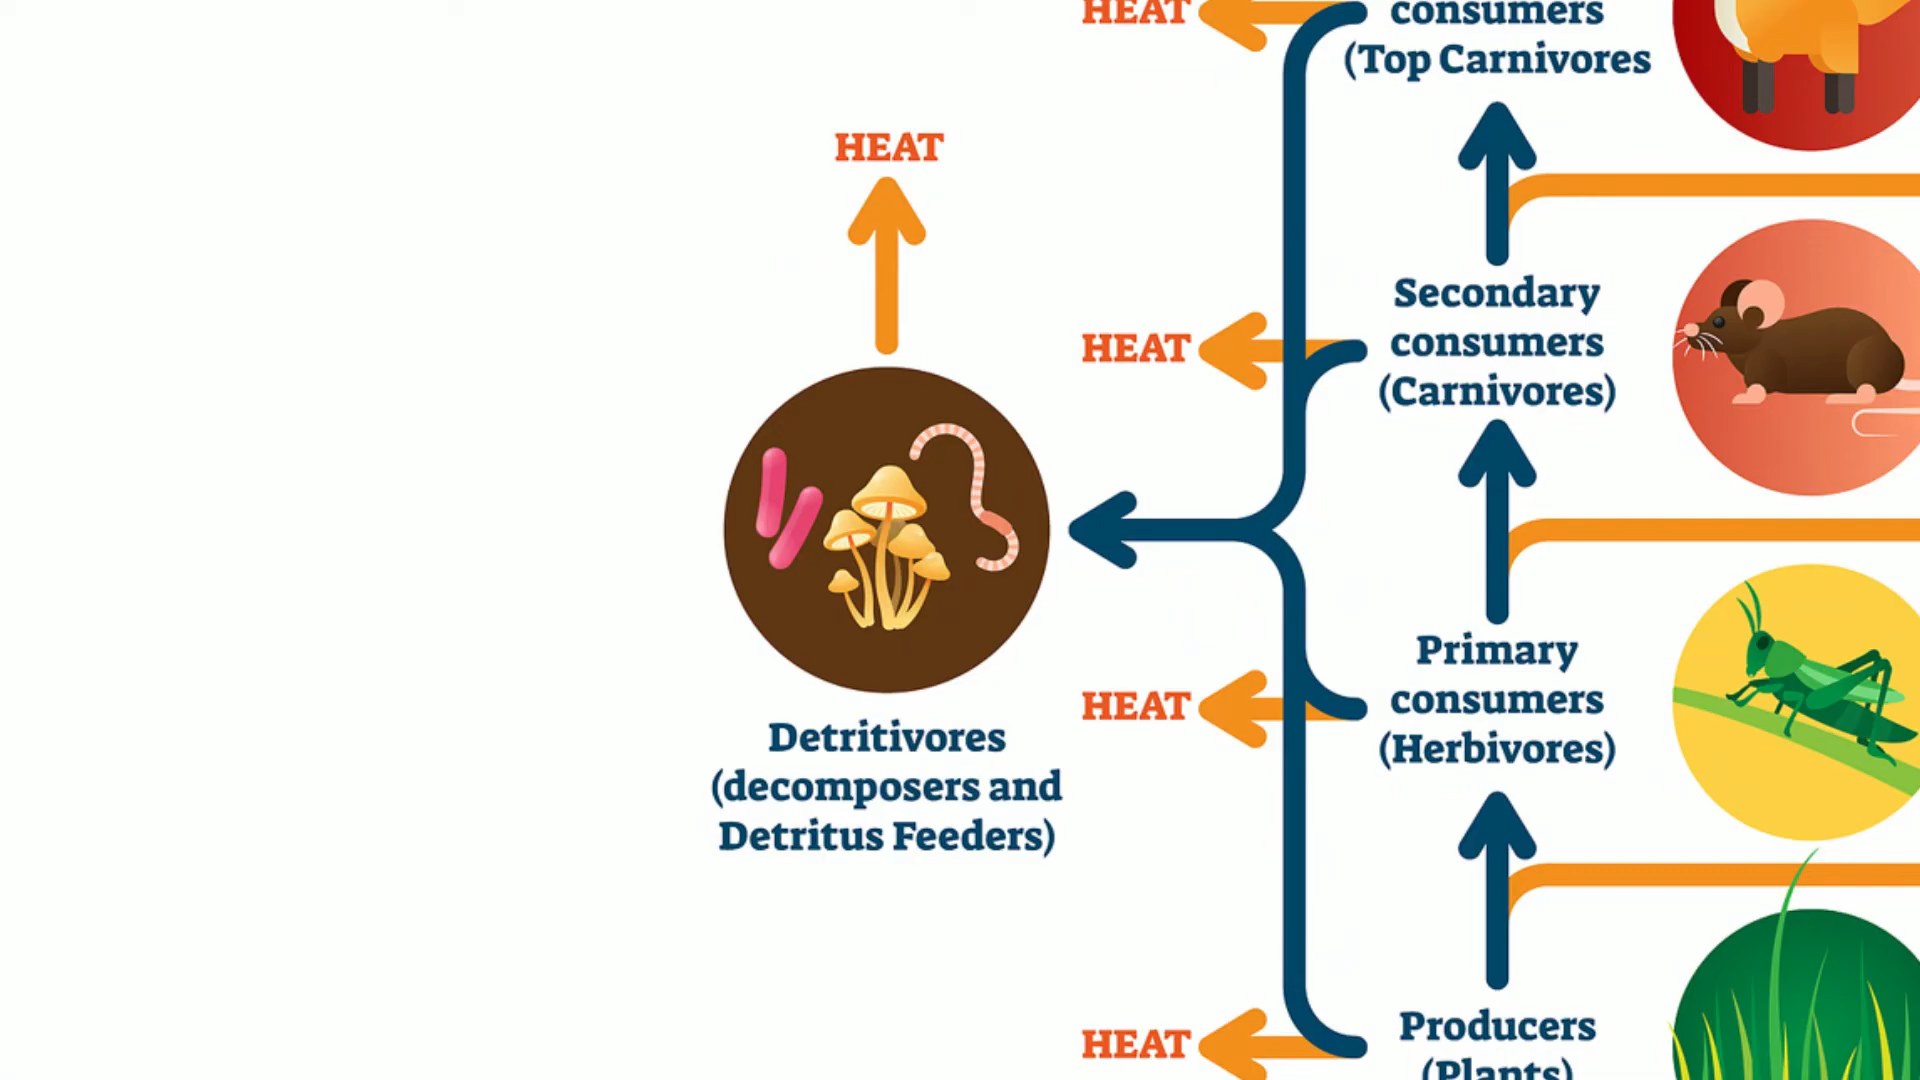 HEAT
consumers
(Top Carnivores
HEAT
Secondary
consumers
(Carnivores)
HEAT
Primary
consumers
(Herbivores)
HEAT
Detritivores
(decomposers and
Detritus Feeders)
Producers
(Plants)
HEAT